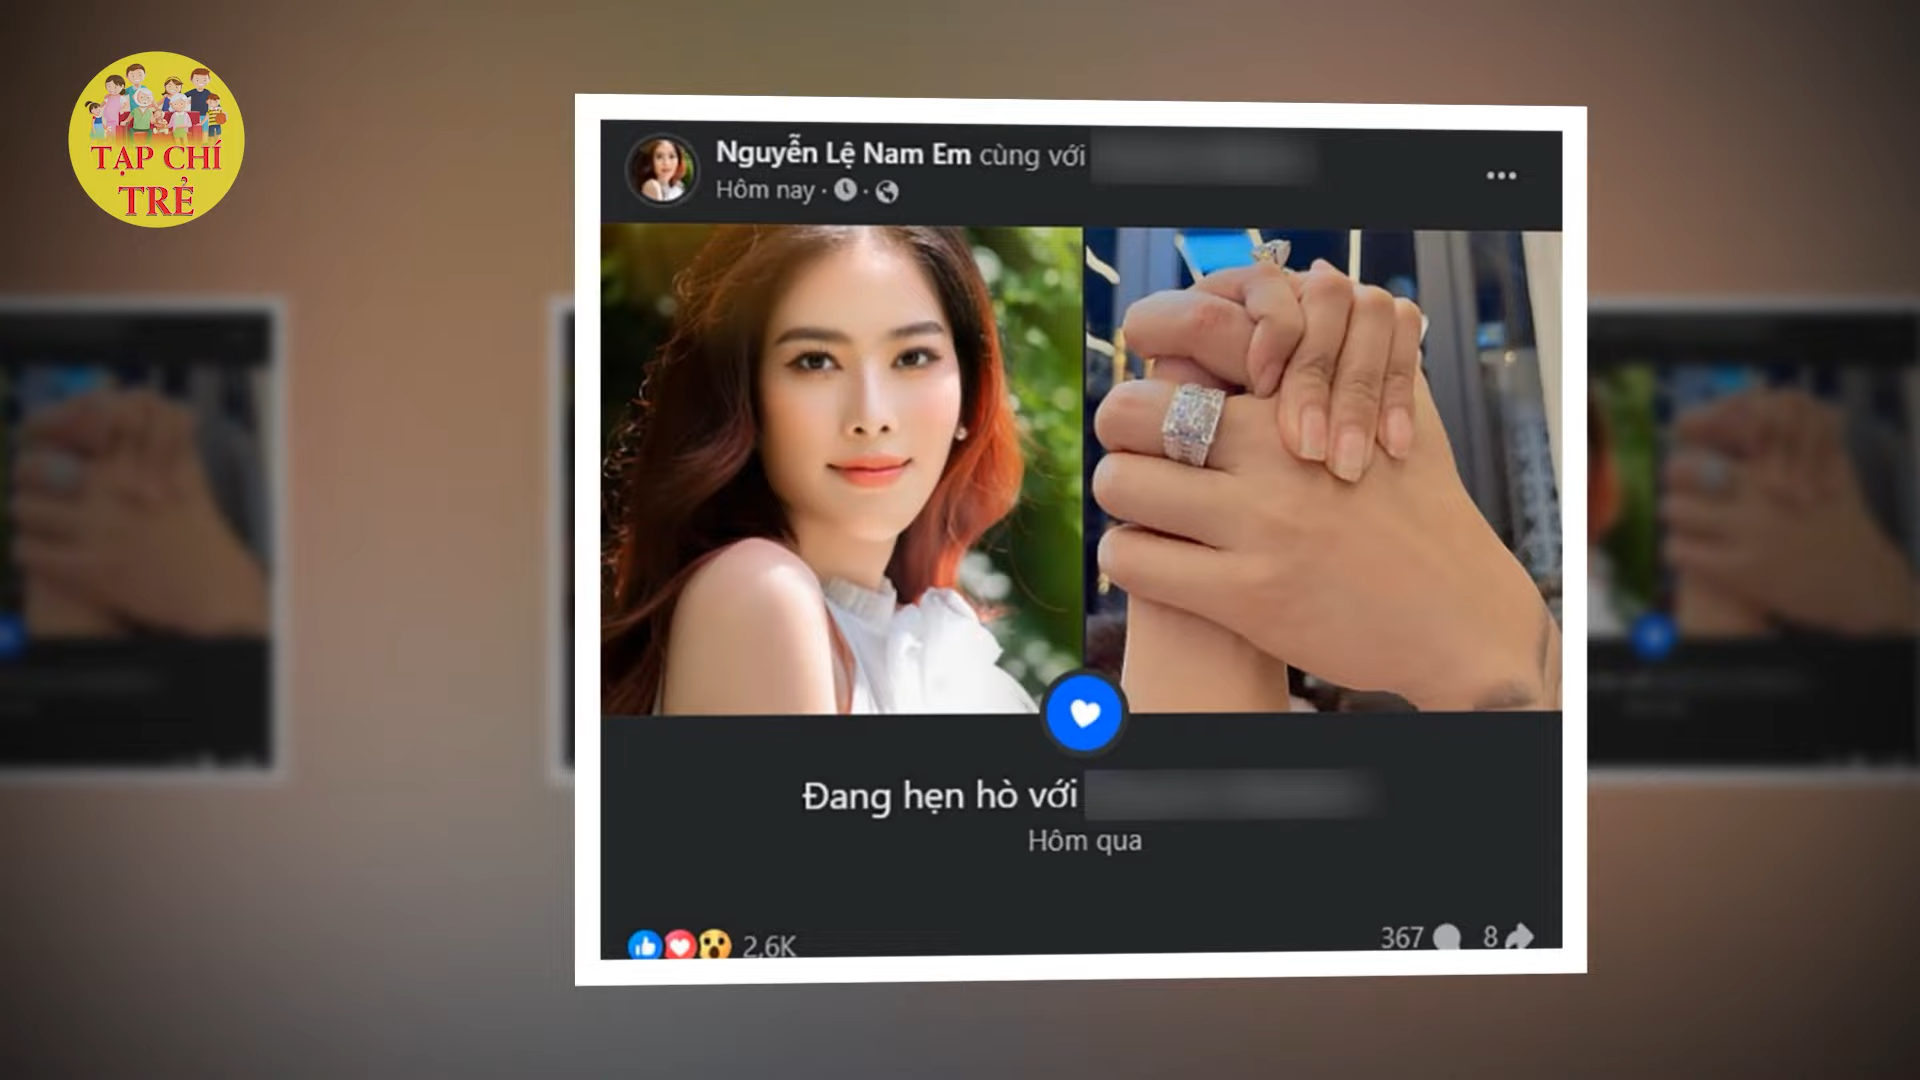 TẠP CHÍ
TRẺ
Nguyễn Lệ Nam Em cùng với
Hôm nay
Đang hẹn hò với
Hôm qua
2,6K
367
8